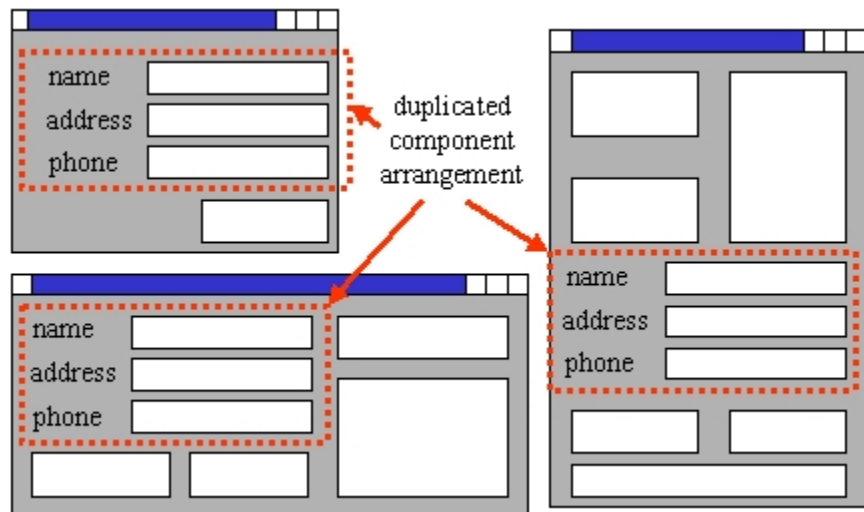 name
address
phone
duplicated
component
arrangement
name
address
phone
name
address
phone